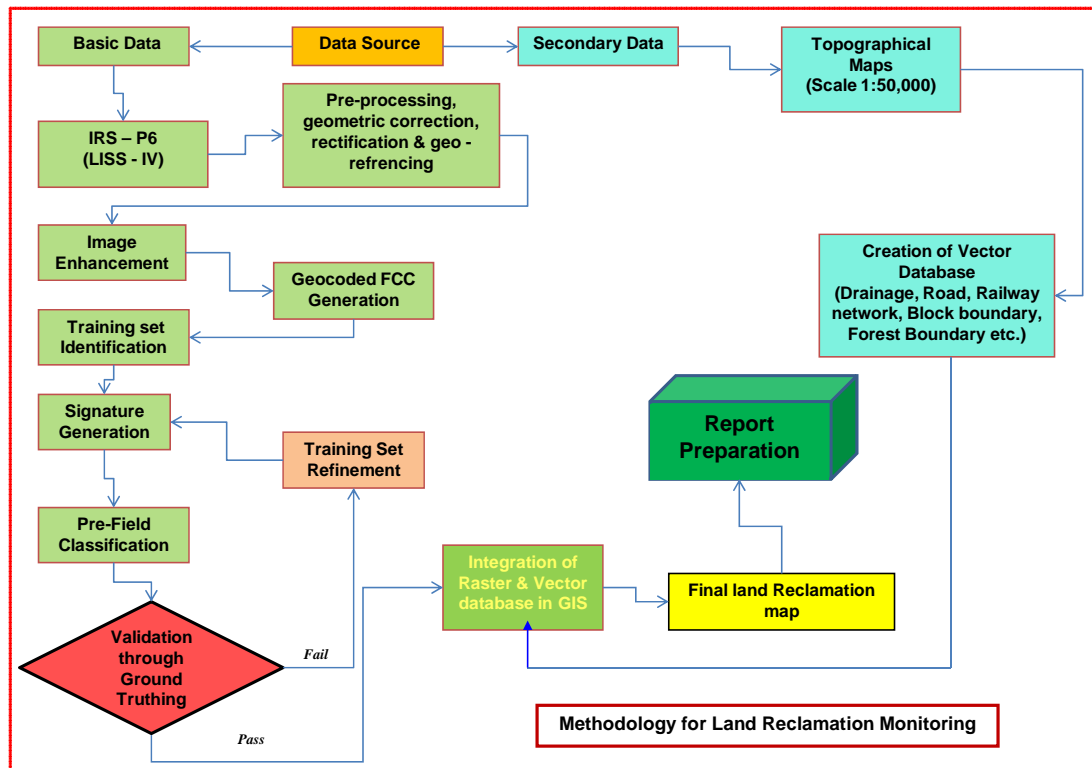 Basic Data
Data Source
Secondary Data
Topographical
Maps
(Scale 1:50,000)
IRS – P6
(LISS - IV)
Pre-processing,
geometric correction,
rectification & geo -
refrencing
Image
Enhancement
Geocoded FCC
Generation
Creation of Vector
Database
(Drainage, Road, Railway
network, Block boundary,
Forest Boundary etc.)
Training set
Identification
Signature
Generation
Training Set
Refinement
Report
Preparation
Pre-Field
Classification
Integration of
Raster & Vector
database in GIS
Final land Reclamation
map
Validation
through
Ground
Truthing
Fail
Pass
Methodology for Land Reclamation Monitoring